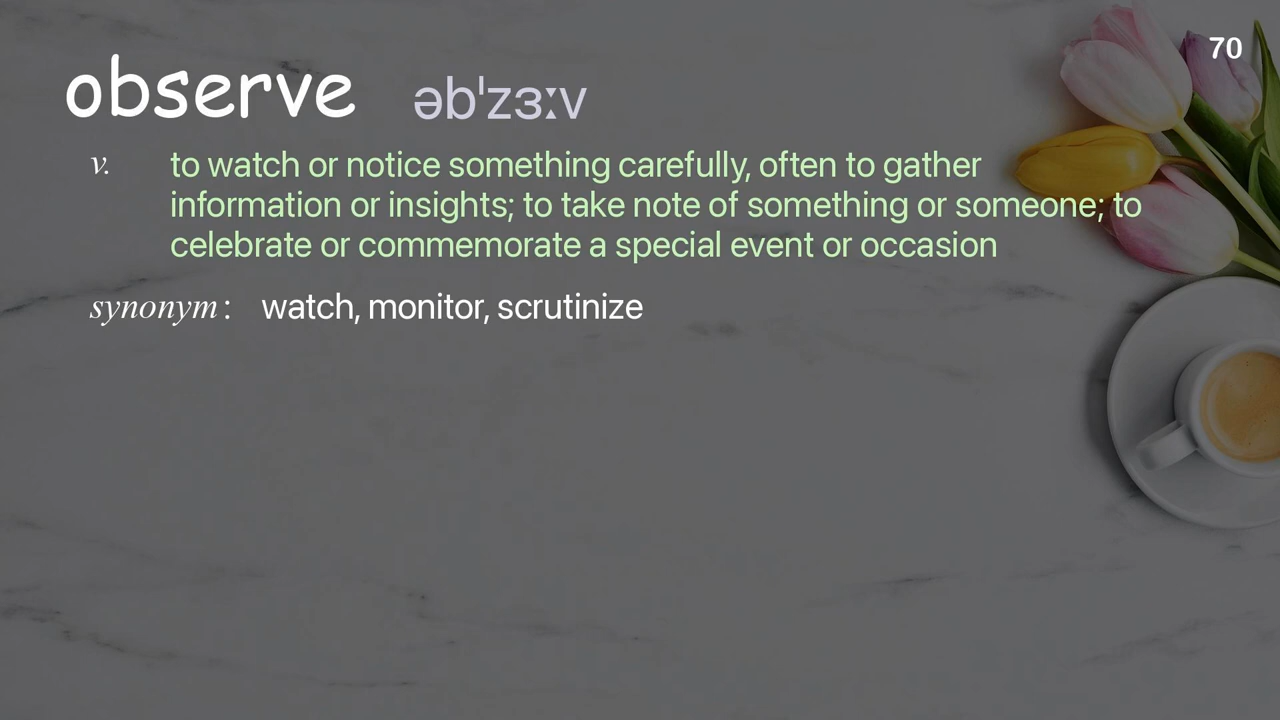 70
observe əbˈzɜːv
v. to watch or notice something carefully, often to gather
information or insights; to take note of something or someone; to
celebrate or commemorate a special event or occasion
synonym: watch, monitor, scrutinize